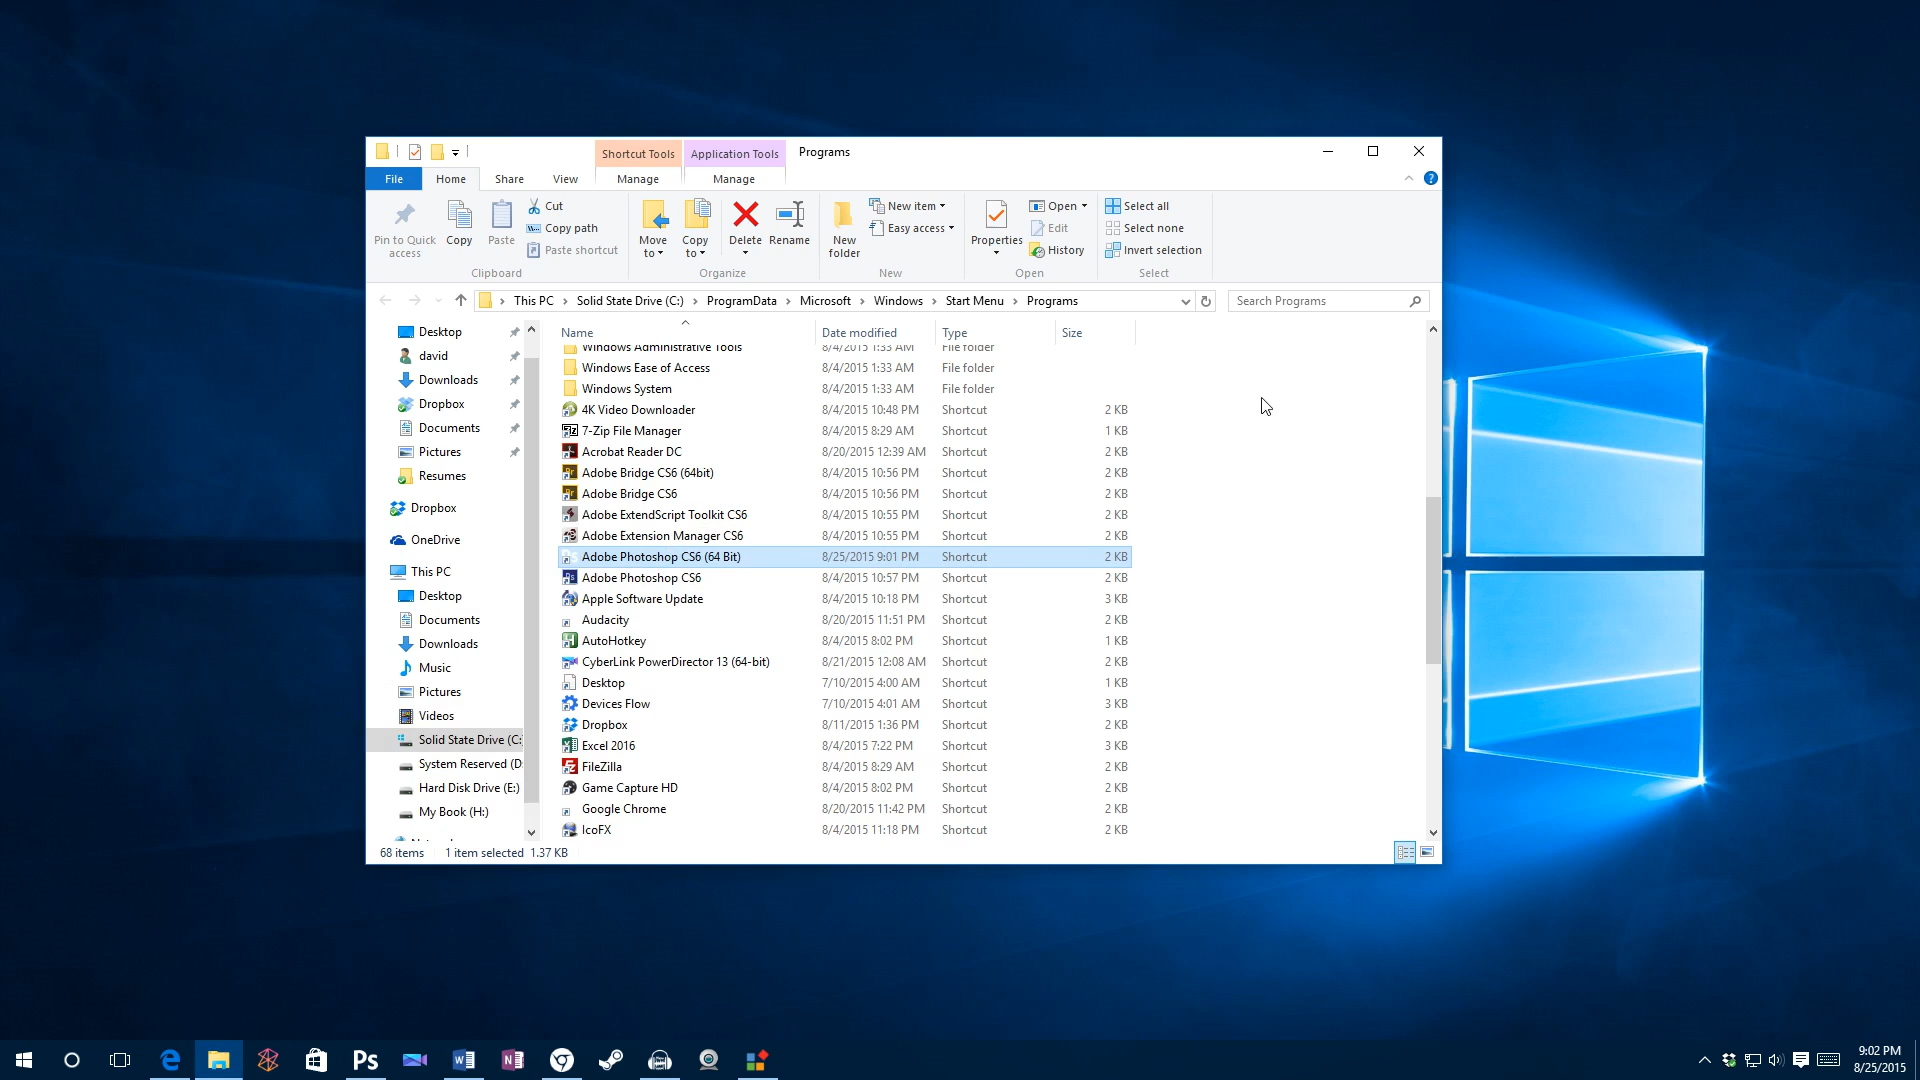 Shortcut Tools Application Tools Programs
File Home Share View Manage Manage
Pin to Quick access
Copy
Paste
Cut
Copy path
Paste shortcut
Clipboard
Move to
Copy to
Delete
Rename
Organize
New folder
New item
Easy access
New
Properties
Open
Edit
History
Open
Select all
Select none
Invert selection
Select
This PC Solid State Drive (C:) ProgramData Microsoft Windows Start Menu Programs
Search Programs
Desktop
david
Downloads
Dropbox
Documents
Pictures
Resumes
Dropbox
OneDrive
This PC
Desktop
Documents
Downloads
Music
Pictures
Videos
Solid State Drive (C:
System Reserved (D:
Hard Disk Drive (E:)
My Book (H:)
Name Date modified Type Size
Windows Administrative Tools 8/4/2015 1:33 AM File folder
Windows Ease of Access 8/4/2015 1:33 AM File folder
Windows System 8/4/2015 1:33 AM File folder
4K Video Downloader 8/4/2015 10:48 PM Shortcut 2 KB
7-Zip File Manager 8/4/2015 8:29 AM Shortcut 1 KB
Acrobat Reader DC 8/20/2015 12:39 AM Shortcut 2 KB
Adobe Bridge CS6 (64bit) 8/4/2015 10:56 PM Shortcut 2 KB
Adobe Bridge CS6 8/4/2015 10:56 PM Shortcut 2 KB
Adobe ExtendScript Toolkit CS6 8/4/2015 10:55 PM Shortcut 2 KB
Adobe Extension Manager CS6 8/4/2015 10:55 PM Shortcut 2 KB
Adobe Photoshop CS6 (64 Bit) 8/25/2015 9:01 PM Shortcut 2 KB
Adobe Photoshop CS6 8/4/2015 10:57 PM Shortcut 2 KB
Apple Software Update 8/4/2015 10:18 PM Shortcut 3 KB
Audacity 8/20/2015 11:51 PM Shortcut 2 KB
AutoHotkey 8/4/2015 8:02 PM Shortcut 1 KB
CyberLink PowerDirector 13 (64-bit) 8/21/2015 12:08 AM Shortcut 2 KB
Desktop 7/10/2015 4:00 AM Shortcut 1 KB
Devices Flow 7/10/2015 4:01 AM Shortcut 3 KB
Dropbox 8/11/2015 1:36 PM Shortcut 2 KB
Excel 2016 8/4/2015 7:22 PM Shortcut 3 KB
FileZilla 8/4/2015 8:29 AM Shortcut 2 KB
Game Capture HD 8/4/2015 8:02 PM Shortcut 2 KB
Google Chrome 8/20/2015 11:42 PM Shortcut 2 KB
IcoFX 8/4/2015 11:18 PM Shortcut 2 KB
68 items 1 item selected 1.37 KB
Ps
9:02 PM
8/25/2015